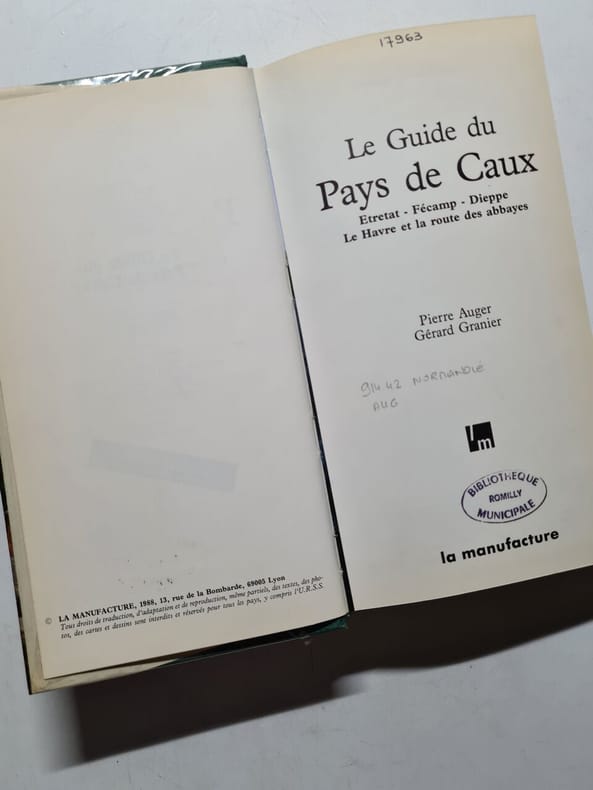 © LA MANUFACTURE, 1988, 13, rue de la Bombarde, 69005 Lyon
Tous droits de traduction, d'adaptation et de reproduction, même partiels, des textes, des pho-
tos, des cartes et dessins sont interdits et réservés pour tous les pays, y compris l'U.R.S.S.
17963
Le Guide du
Pays de Caux
Etretat - Fécamp - Dieppe
Le Havre et la route des abbayes
Pierre Auger
Gérard Granier
914.42 NORMANDIE
AUG
lm
BIBLIOTHEQUE
ROMILLY
MUNICIPALE
la manufacture